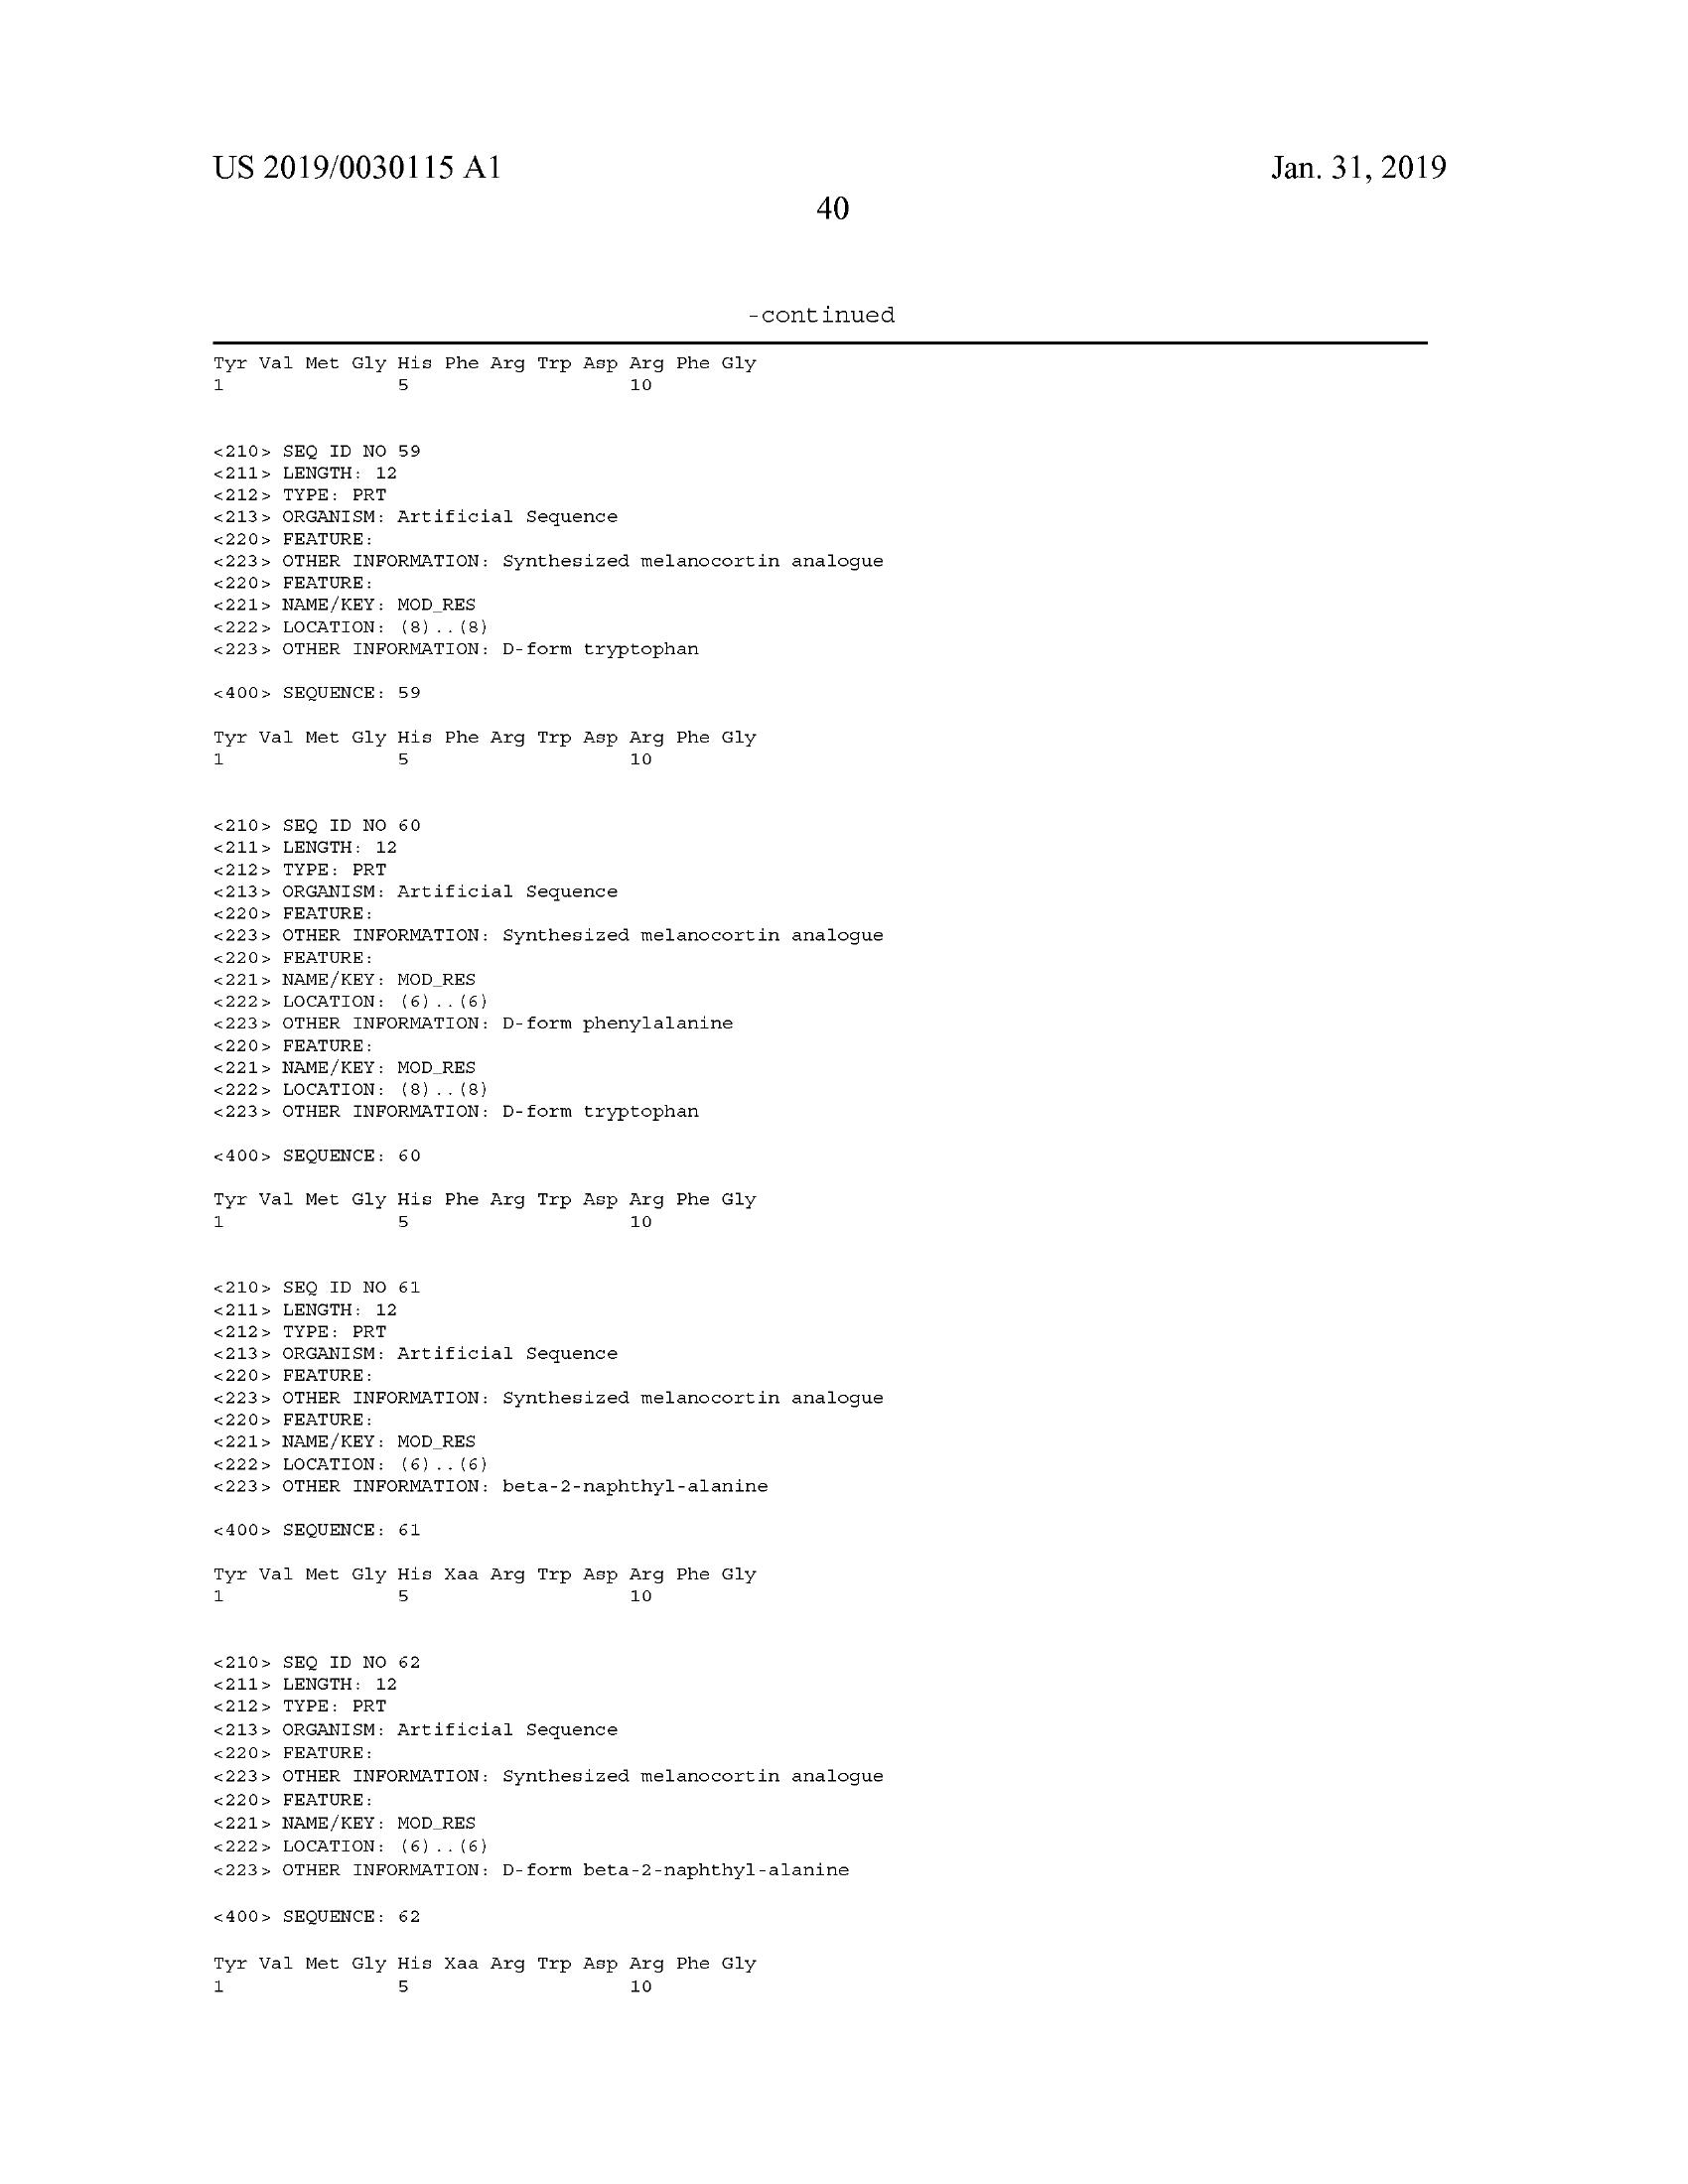 US 2019/0030115 A1
Jan. 31, 2019
40
-continued
Tyr Val Met Gly His Phe Arg Trp Asp Arg Phe Gly
1 5 10
<210> SEQ ID NO 59
<211> LENGTH: 12
<212> TYPE: PRT
<213> ORGANISM: Artificial Sequence
<220> FEATURE:
<223> OTHER INFORMATION: Synthesized melanocortin analogue
<220> FEATURE:
<221> NAME/KEY: MOD_RES
<222> LOCATION: (8)..(8)
<223> OTHER INFORMATION: D-form tryptophan
<400> SEQUENCE: 59
Tyr Val Met Gly His Phe Arg Trp Asp Arg Phe Gly
1 5 10
<210> SEQ ID NO 60
<211> LENGTH: 12
<212> TYPE: PRT
<213> ORGANISM: Artificial Sequence
<220> FEATURE:
<223> OTHER INFORMATION: Synthesized melanocortin analogue
<220> FEATURE:
<221> NAME/KEY: MOD_RES
<222> LOCATION: (6)..(6)
<223> OTHER INFORMATION: D-form phenylalanine
<220> FEATURE:
<221> NAME/KEY: MOD_RES
<222> LOCATION: (8)..(8)
<223> OTHER INFORMATION: D-form tryptophan
<400> SEQUENCE: 60
Tyr Val Met Gly His Phe Arg Trp Asp Arg Phe Gly
1 5 10
<210> SEQ ID NO 61
<211> LENGTH: 12
<212> TYPE: PRT
<213> ORGANISM: Artificial Sequence
<220> FEATURE:
<223> OTHER INFORMATION: Synthesized melanocortin analogue
<220> FEATURE:
<221> NAME/KEY: MOD_RES
<222> LOCATION: (6)..(6)
<223> OTHER INFORMATION: beta-2-naphthyl-alanine
<400> SEQUENCE: 61
Tyr Val Met Gly His Xaa Arg Trp Asp Arg Phe Gly
1 5 10
<210> SEQ ID NO 62
<211> LENGTH: 12
<212> TYPE: PRT
<213> ORGANISM: Artificial Sequence
<220> FEATURE:
<223> OTHER INFORMATION: Synthesized melanocortin analogue
<220> FEATURE:
<221> NAME/KEY: MOD_RES
<222> LOCATION: (6)..(6)
<223> OTHER INFORMATION: D-form beta-2-naphthyl-alanine
<400> SEQUENCE: 62
Tyr Val Met Gly His Xaa Arg Trp Asp Arg Phe Gly
1 5 10